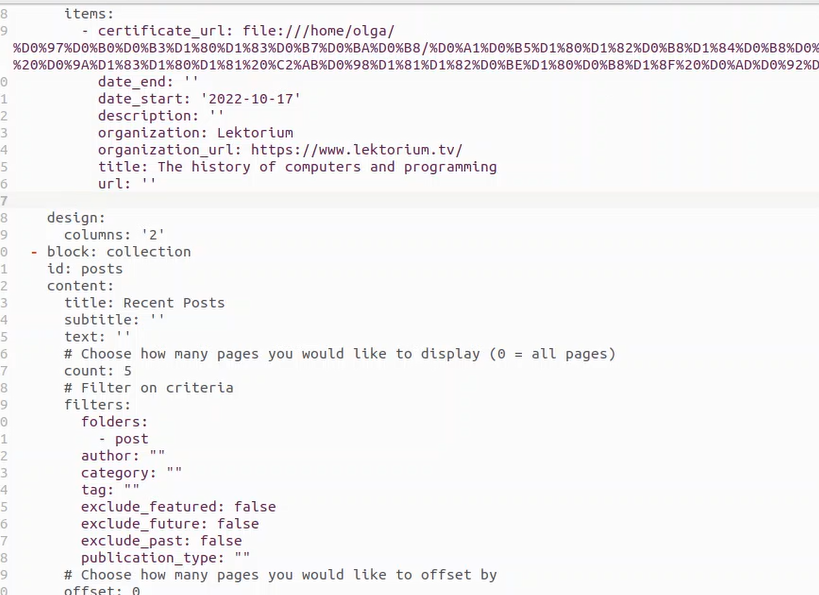 8 items:
9 - certificate_url: file:///home/olga/
%D0%97%D0%B0%D0%B3%D1%80%D1%83%D0%B7%D0%BA%D0%B8/%D0%A1%D0%B5%D1%80%D1%82%D0%B8%D1%84%D0%B8%D0%
%20%D0%9A%D1%83%D1%80%D1%81%20%C2%AB%D0%98%D1%81%D1%82%D0%BE%D1%80%D0%B8%D1%8F%20%D0%AD%D0%92%D
0 date_end: ''
1 date_start: '2022-10-17'
2 description: ''
3 organization: Lektorium
4 organization_url: https://www.lektorium.tv/
5 title: The history of computers and programming
6 url: ''
7
8 design:
9 columns: '2'
0 - block: collection
1 id: posts
2 content:
3 title: Recent Posts
4 subtitle: ''
5 text: ''
6 # Choose how many pages you would like to display (0 = all pages)
7 count: 5
8 # Filter on criteria
9 filters:
0 folders:
1 - post
2 author: ""
3 category: ""
4 tag: ""
5 exclude_featured: false
6 exclude_future: false
7 exclude_past: false
8 publication_type: ""
9 # Choose how many pages you would like to offset by
0 offset: 0